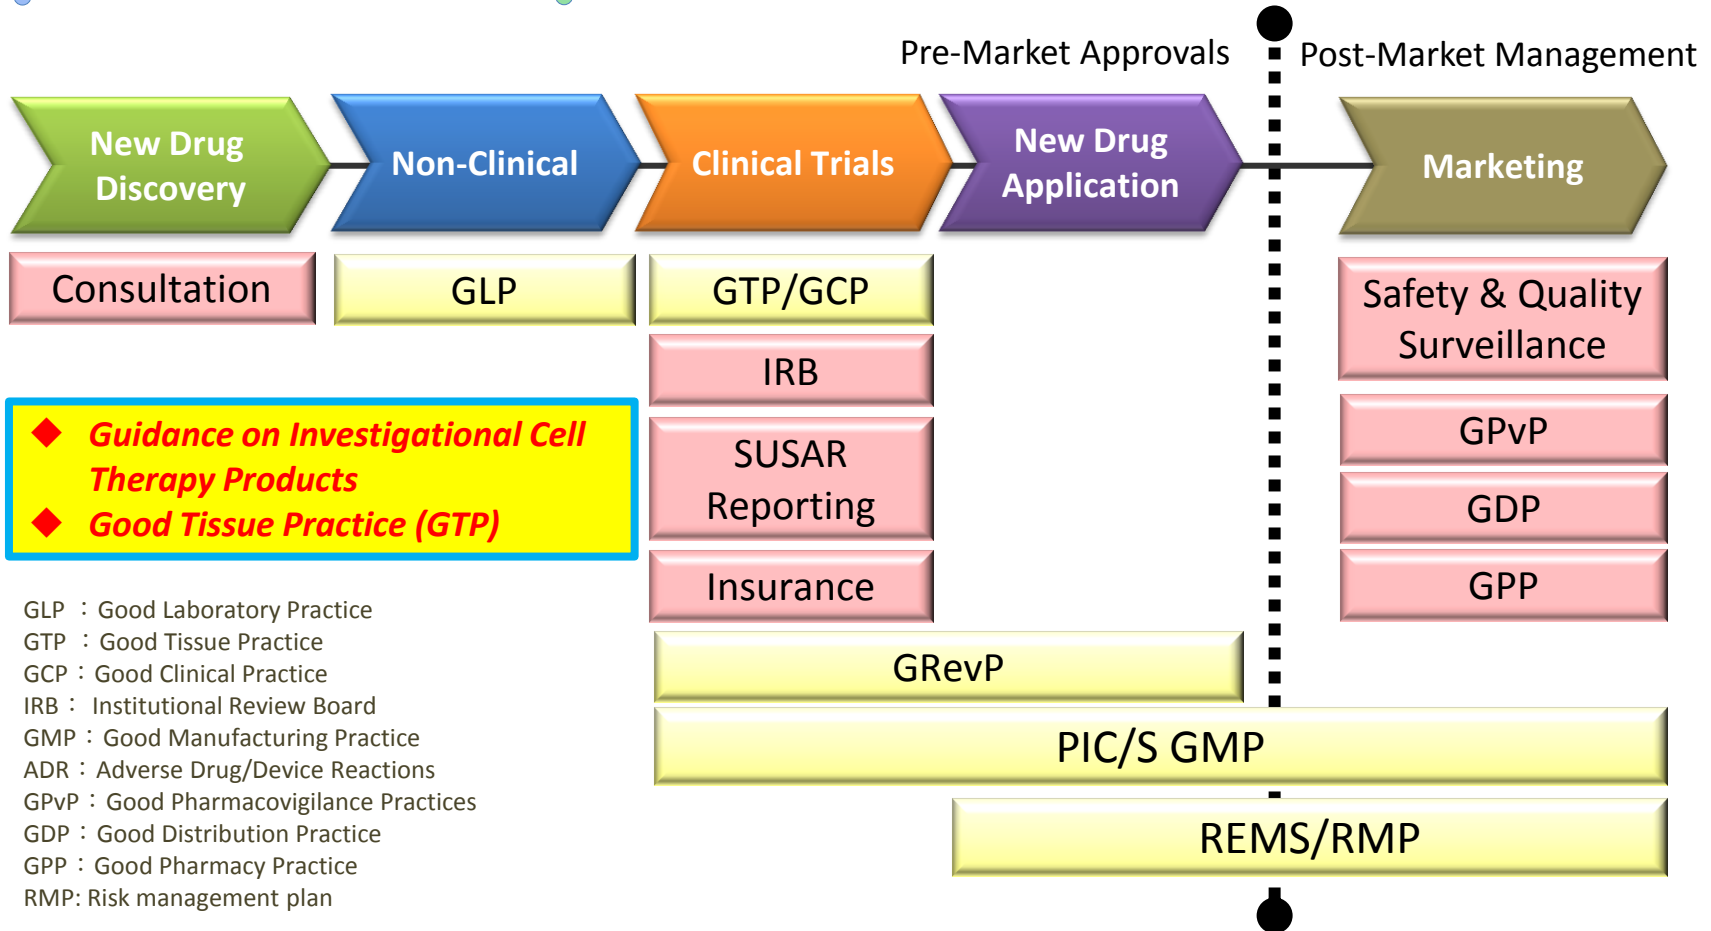 Pre-Market Approvals
Post-Market Management
New Drug
Discovery
Non-Clinical
Clinical Trials
New Drug
Application
Marketing
Consultation
GLP
GTP/GCP
IRB
SUSAR
Reporting
Insurance
Safety & Quality
Surveillance
GPvP
GDP
GPP
◆ Guidance on Investigational Cell
Therapy Products
◆ Good Tissue Practice (GTP)
GRevP
PIC/S GMP
REMS/RMP
GLP ：Good Laboratory Practice
GTP ：Good Tissue Practice
GCP：Good Clinical Practice
IRB： Institutional Review Board
GMP：Good Manufacturing Practice
ADR：Adverse Drug/Device Reactions
GPvP：Good Pharmacovigilance Practices
GDP：Good Distribution Practice
GPP：Good Pharmacy Practice
RMP: Risk management plan